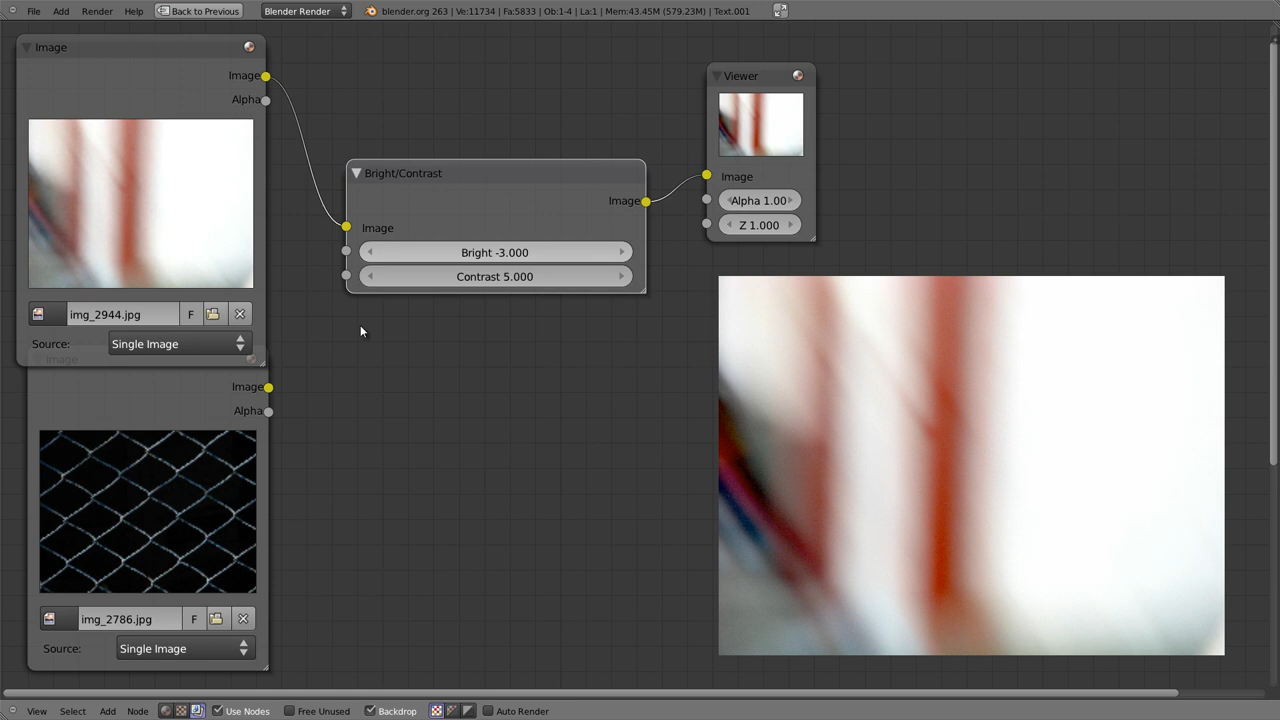 File Add Render Help Back to Previous Blender Render blender.org 263 | Ve:11734 | Fa:5833 | Ob:1-4 | La:1 | Mem:43.45M (579.23M) | Text.001
Image
Image
Alpha
img_2944.jpg F
Source: Single Image
Image
Image
Alpha
img_2786.jpg F
Source: Single Image
Bright/Contrast
Image
Image
Bright -3.000
Contrast 5.000
Viewer
Image
Alpha 1.00
Z 1.000
View Select Add Node Use Nodes Free Unused Backdrop Auto Render